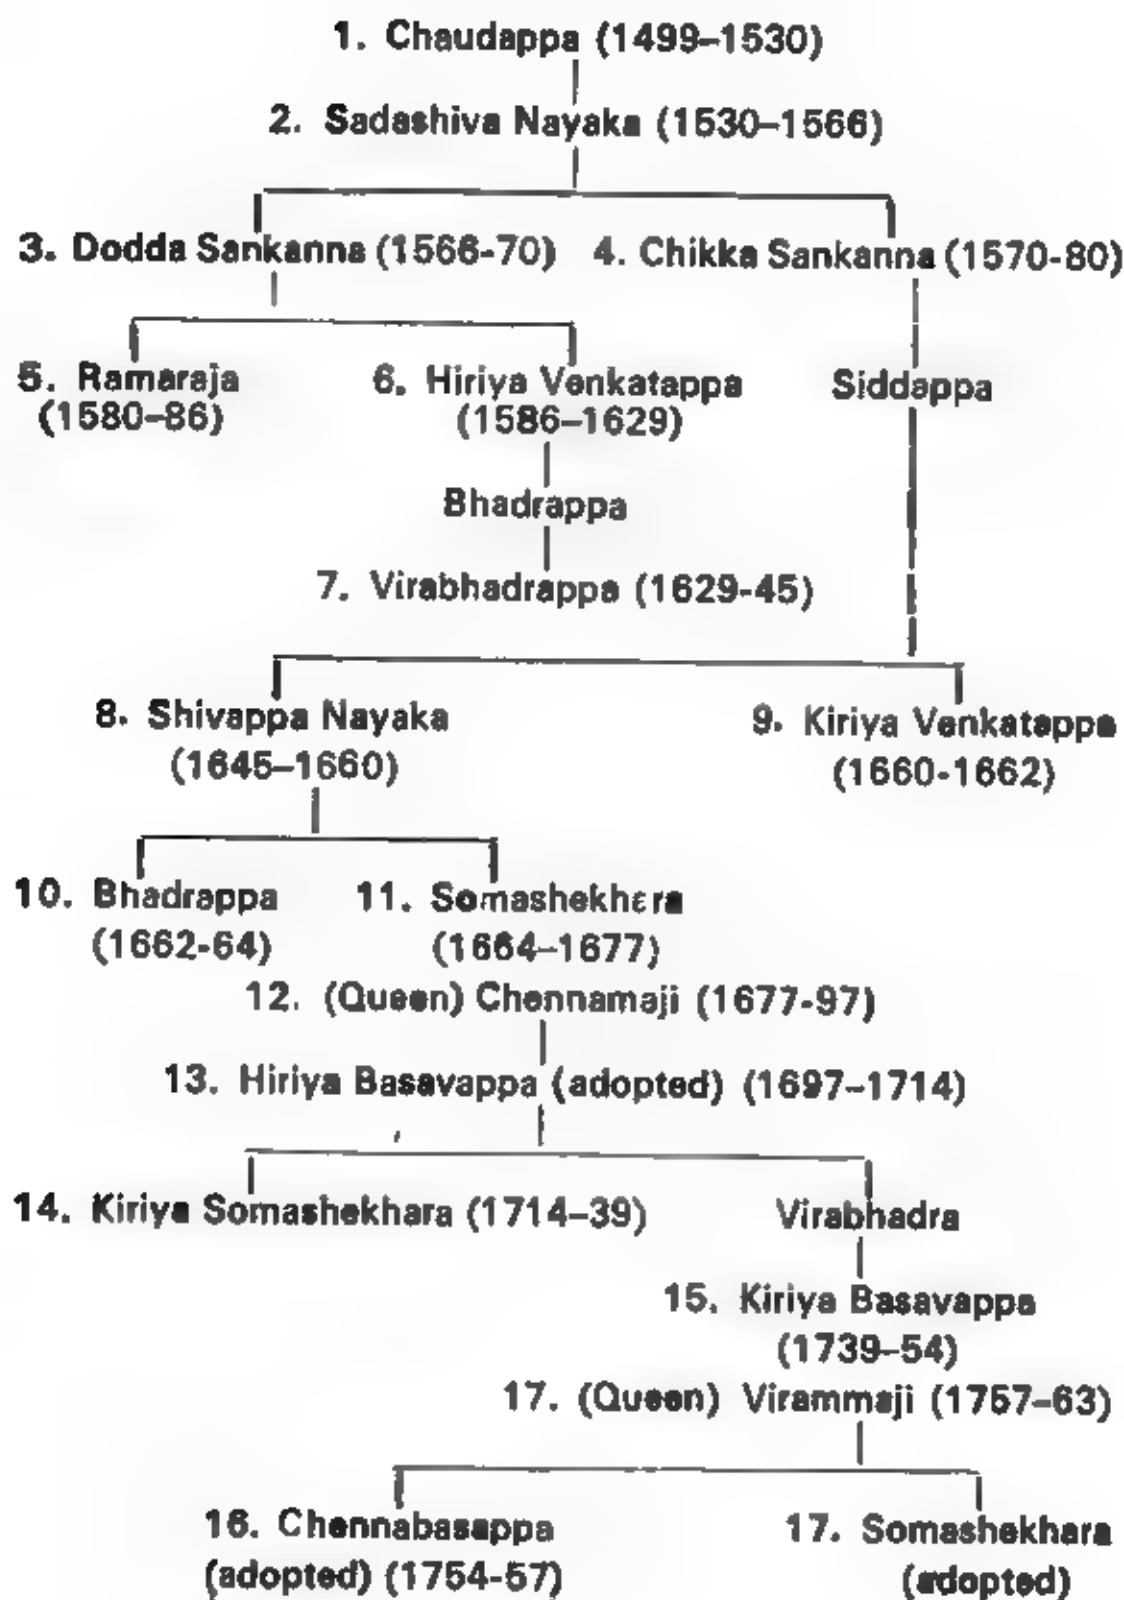 1. Chaudappa (1499–1530)
2. Sadashiva Nayaka (1530–1566)
3. Dodda Sankanna (1566-70) 4. Chikka Sankanna (1570-80)
5. Ramaraja 6. Hiriya Venkatappa Siddappa
(1580–86) (1586–1629)
Bhadrappa
7. Virabhadrappa (1629-45)
8. Shivappa Nayaka 9. Kiriya Venkatappa
(1645–1660) (1660-1662)
10. Bhadrappa 11. Somashekhara
(1662-64) (1664–1677)
12. (Queen) Chennamaji (1677-97)
13. Hiriya Basavappa (adopted) (1697–1714)
14. Kiriya Somashekhara (1714–39) Virabhadra
15. Kiriya Basavappa
(1739–54)
17. (Queen) Virammaji (1757–63)
16. Chennabasappa 17. Somashekhara
(adopted) (1754-57) (adopted)